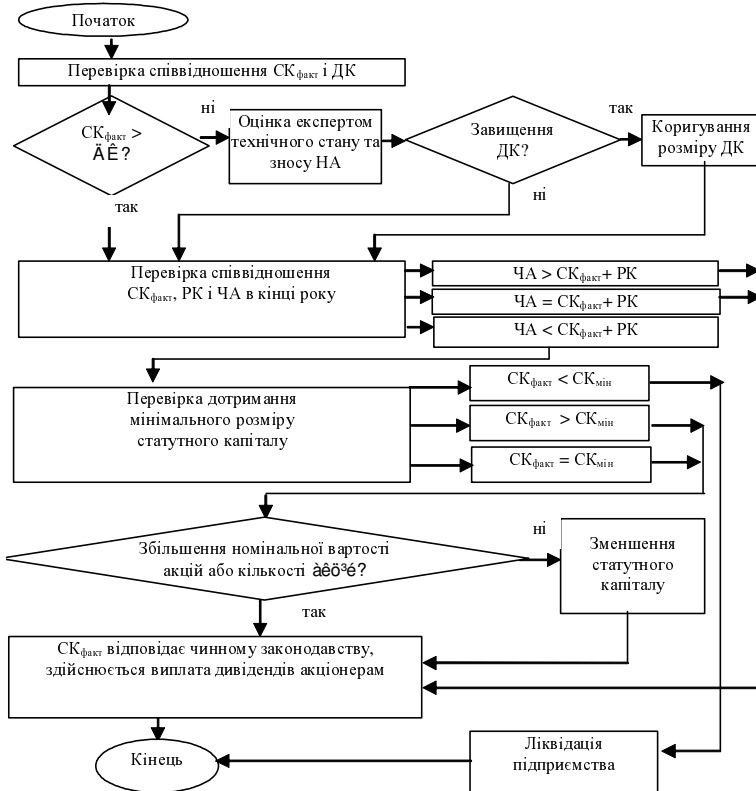 Початок
Перевірка співвідношення СКфакт і ДК
СКфакт >
ÄÊ?
ні
Оцінка експертом
технічного стану та
зносу НА
Завищення
ДК?
так
Коригування
розміру ДК
так
ні
Перевірка співвідношення
СКфакт, РК і ЧА в кінці року
ЧА > СКфакт+ РК
ЧА = СКфакт+ РК
ЧА < СКфакт+ РК
Перевірка дотримання
мінімального розміру
статутного капіталу
СКфакт < СКмін
СКфакт > СКмін
СКфакт = СКмін
Збільшення номінальної вартості
акцій або кількості àêö³é?
ні
Зменшення
статутного
капіталу
так
СКфакт відповідає чинному законодавству,
здійснюється виплата дивідендів акціонерам
Кінець
Ліквідація
підприємства